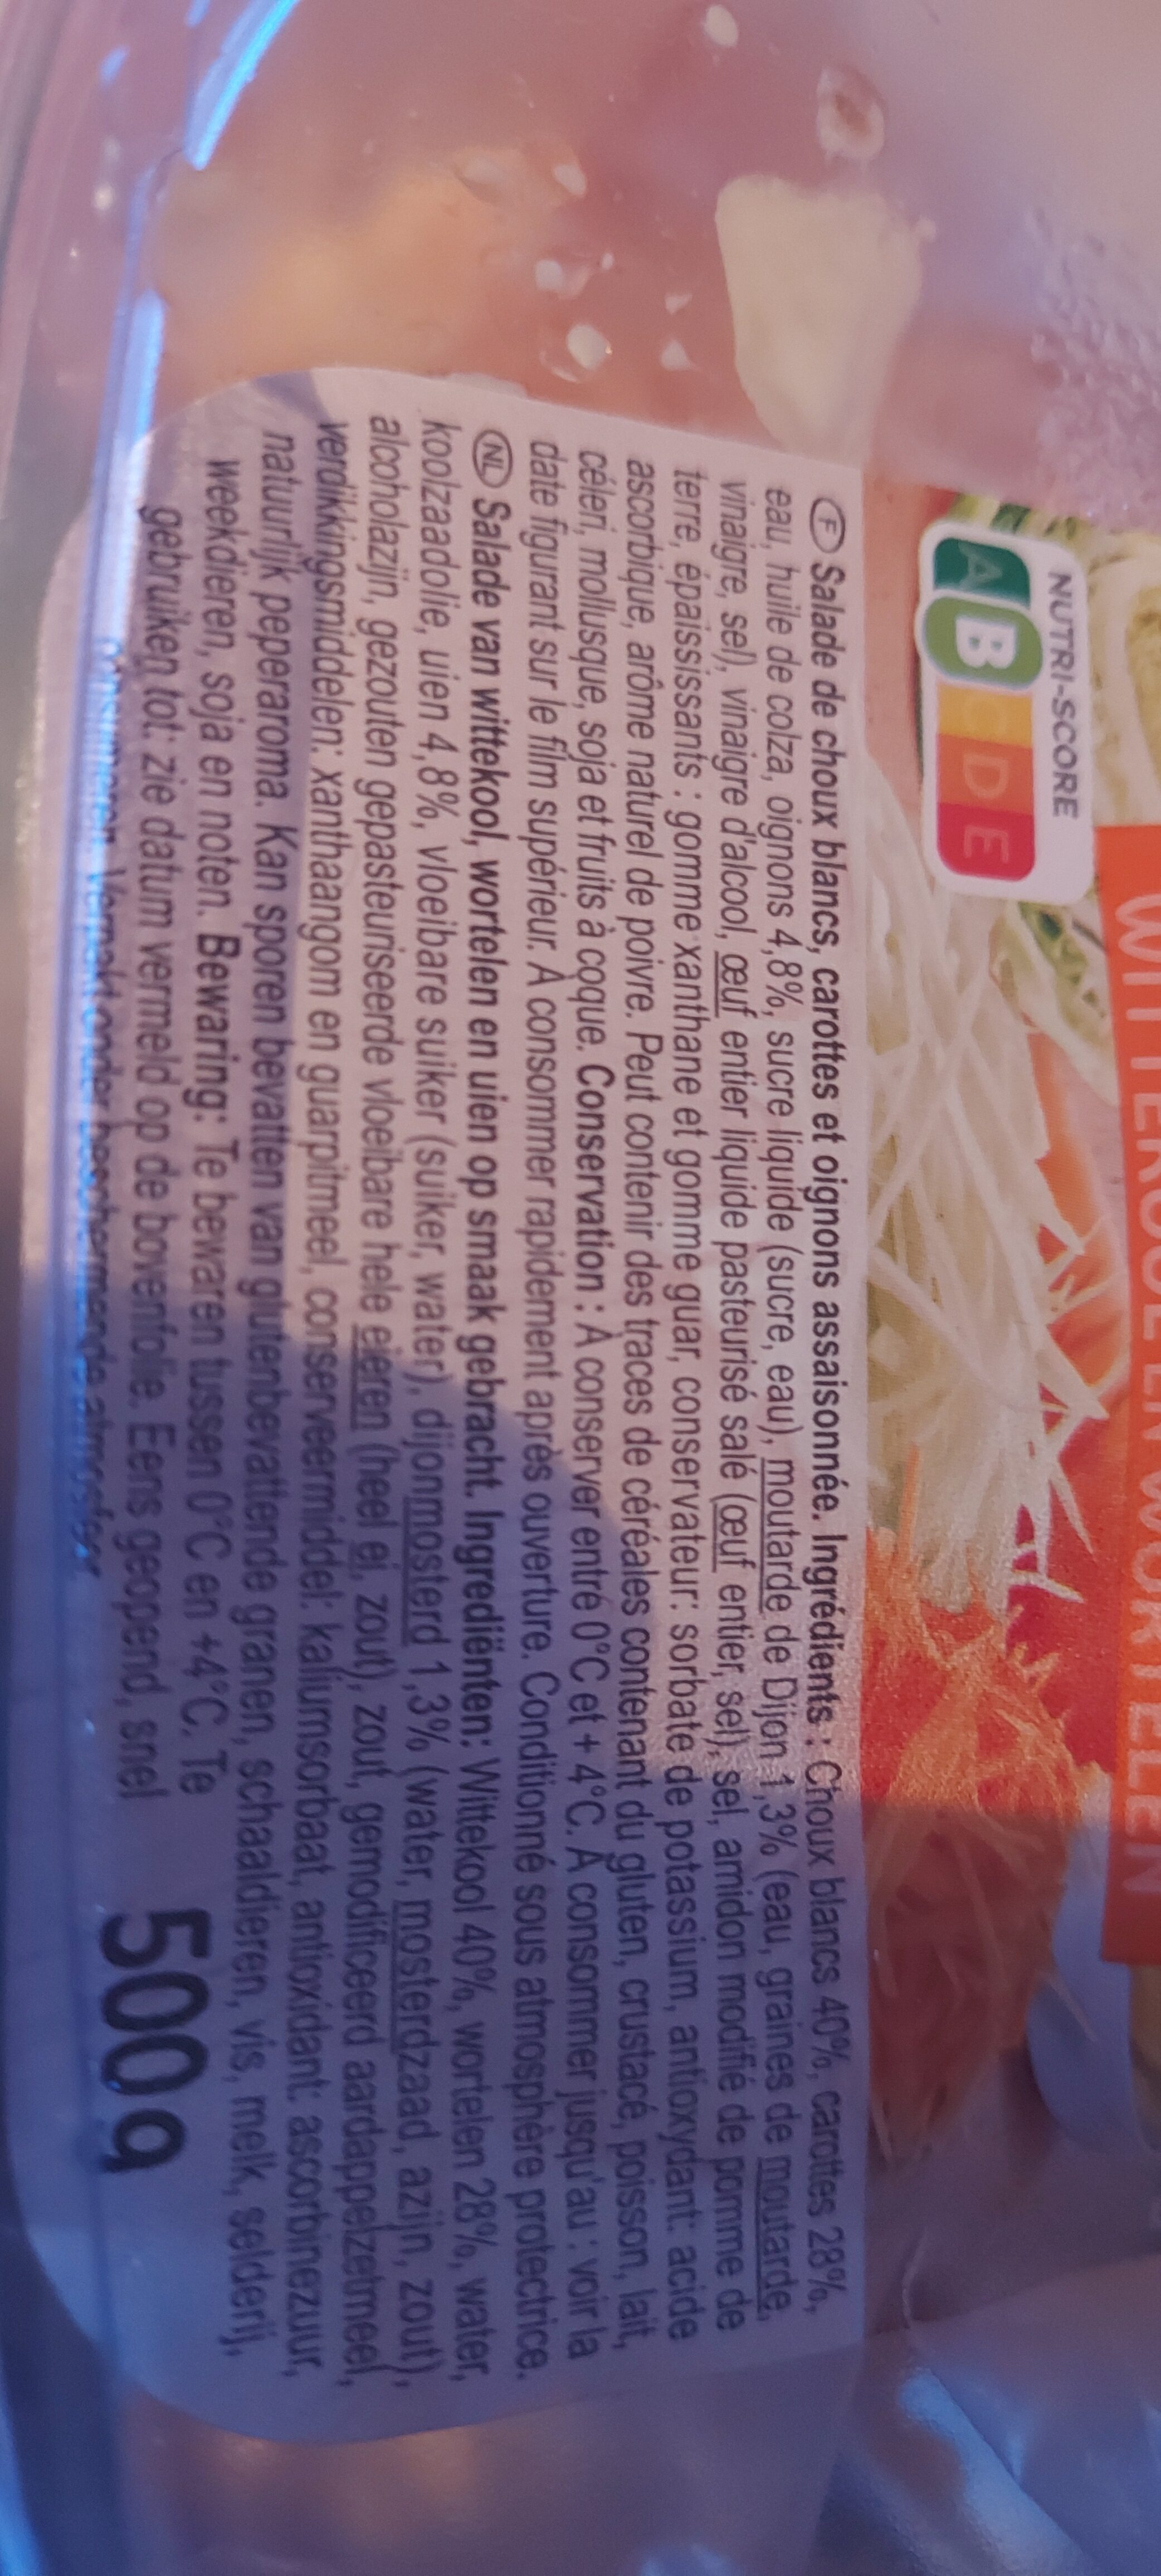 WITTEKOOL EN WORTELEN
NUTRI-SCORE
A B C D E
F Salade de choux blancs, carottes et oignons assaisonnée. Ingrédients : Choux blancs 40%, carottes 28%,
eau, huile de colza, oignons 4,8%, sucre liquide (sucre, eau), moutarde de Dijon 1,3% (eau, graines de moutarde,
vinaigre, sel), vinaigre d'alcool, œuf entier liquide pasteurisé salé (œuf entier, sel), sel, amidon modifié de pomme de
terre, épaississants : gomme xanthane et gomme guar, conservateur: sorbate de potassium, antioxydant: acide
ascorbique, arôme naturel de poivre. Peut contenir des traces de céréales contenant du gluten, crustacé, poisson, lait,
céleri, mollusque, soja et fruits à coque. Conservation : À conserver entre 0°C et + 4°C. À consommer jusqu'au : voir la
date figurant sur le film supérieur. À consommer rapidement après ouverture. Conditionné sous atmosphère protectrice.
NL Salade van wittekool, wortelen en uien op smaak gebracht. Ingrediënten: Wittekool 40%, wortelen 28%, water,
koolzaadolie, uien 4,8%, vloeibare suiker (suiker, water), dijonmosterd 1,3% (water, mosterdzaad, azijn, zout),
alcoholazijn, gezouten gepasteuriseerde vloeibare hele eieren (heel ei, zout), zout, gemodificeerd aardappelzetmeel,
verdikkingsmiddelen: xanthaangom en guarpitmeel, conserveermiddel: kaliumsorbaat, antioxidant: ascorbinezuur,
natuurlijk peperaroma. Kan sporen bevatten van glutenbevattende granen, schaaldieren, vis, melk, selderij,
weekdieren, soja en noten. Bewaring: Te bewaren tussen 0°C en +4°C. Te
gebruiken tot: zie datum vermeld op de bovenfolie. Eens geopend, snel
consumeren. Verpakt onder beschermende atmosfeer.
500 g